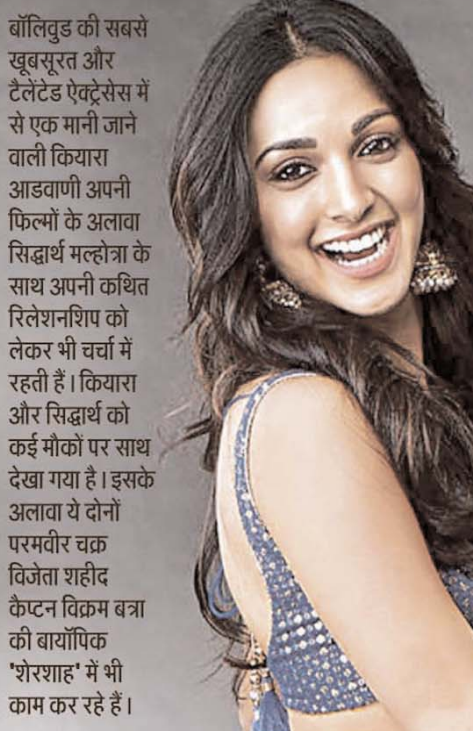 बॉलिवुड की सबसे
खूबसूरत और
टैलेंटेड ऐक्ट्रेसेस में
से एक मानी जाने
वाली कियारा
आडवाणी अपनी
फिल्मों के अलावा
सिद्धार्थ मल्होत्रा के
साथ अपनी कथित
रिलेशनशिप को
लेकर भी चर्चा में
रहती हैं । कियारा
और सिद्धार्थ को
कई मौकों पर साथ
देखा गया है । इसके
अलावा ये दोनों
परमवीर चक्र
विजेता शहीद
कैप्टन विक्रम बत्रा
की बायॉपिक
'शेरशाह' में भी
काम कर रहे हैं ।